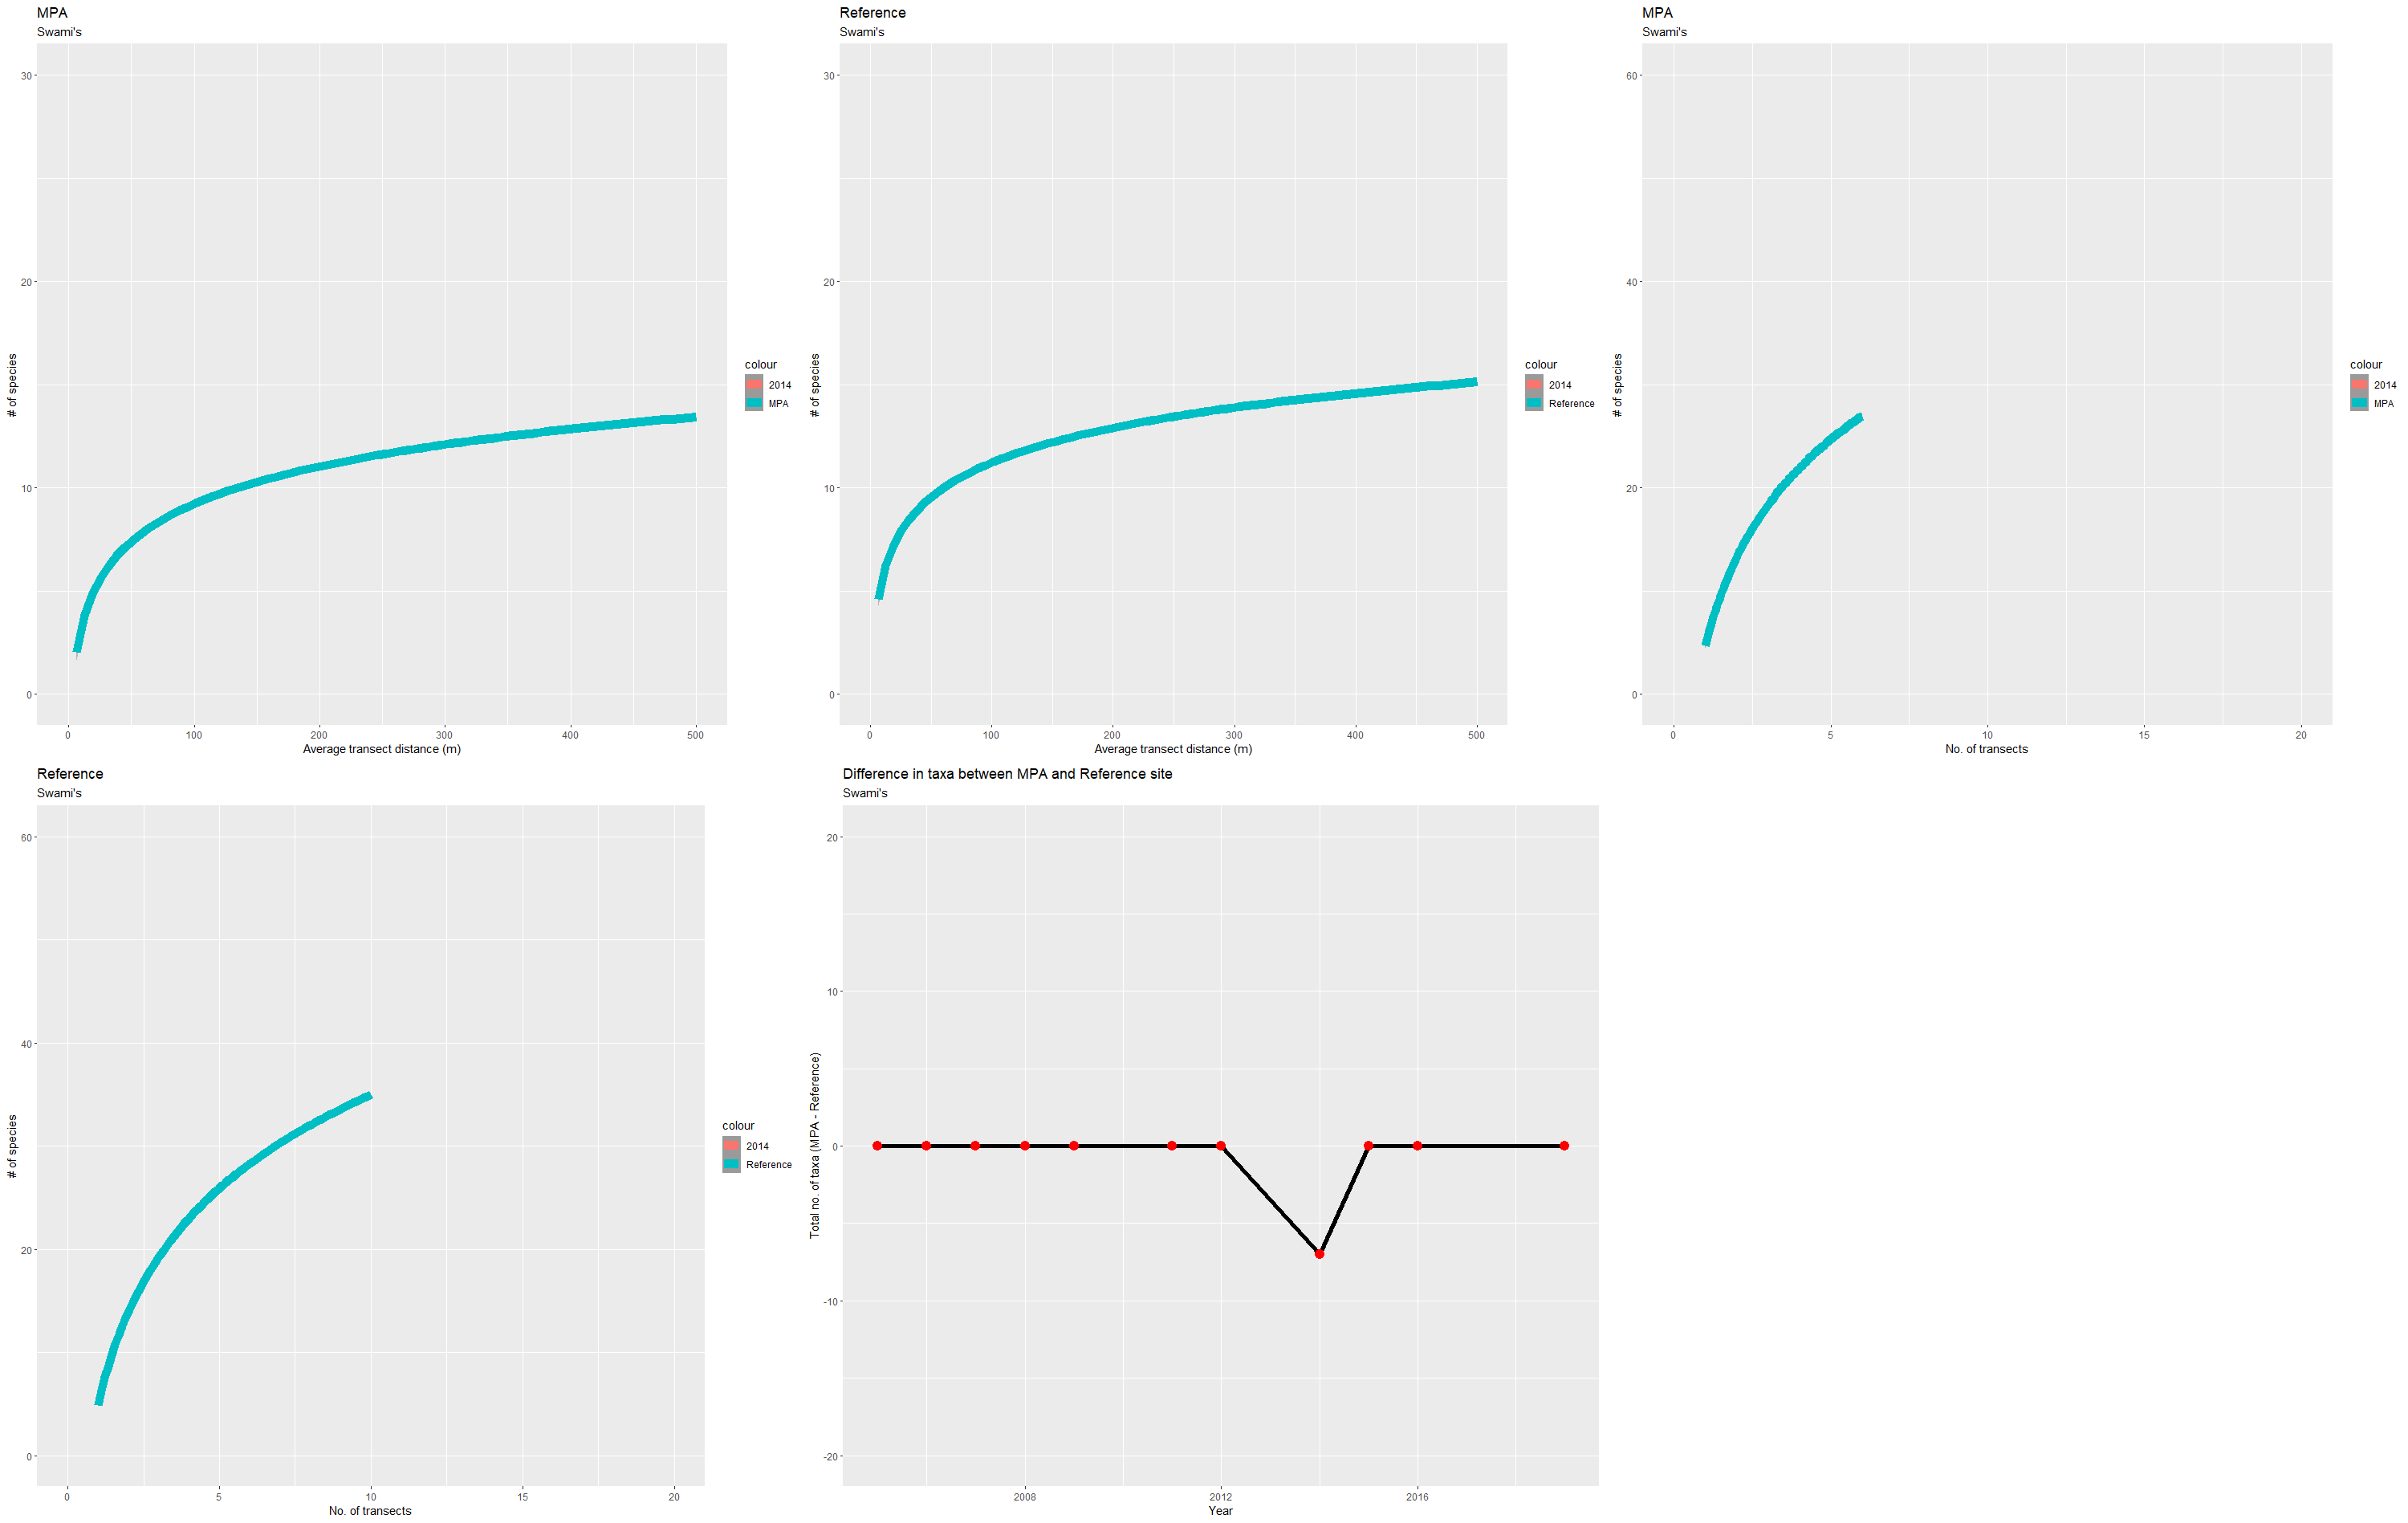 MPA
Swami's
30
20
10
0
# of species
0 100 200 300 400 500
Average transect distance (m)
colour
2014
MPA
Reference
Swami's
30
20
10
0
# of species
0 100 200 300 400 500
Average transect distance (m)
colour
2014
Reference
MPA
Swami's
60
40
20
0
# of species
0 5 10 15 20
No. of transects
colour
2014
MPA
Reference
Swami's
60
40
20
0
# of species
0 5 10 15 20
No. of transects
colour
2014
Reference
Difference in taxa between MPA and Reference site
Swami's
20
10
0
-10
-20
Total no. of taxa (MPA - Reference)
2008 2012 2016
Year